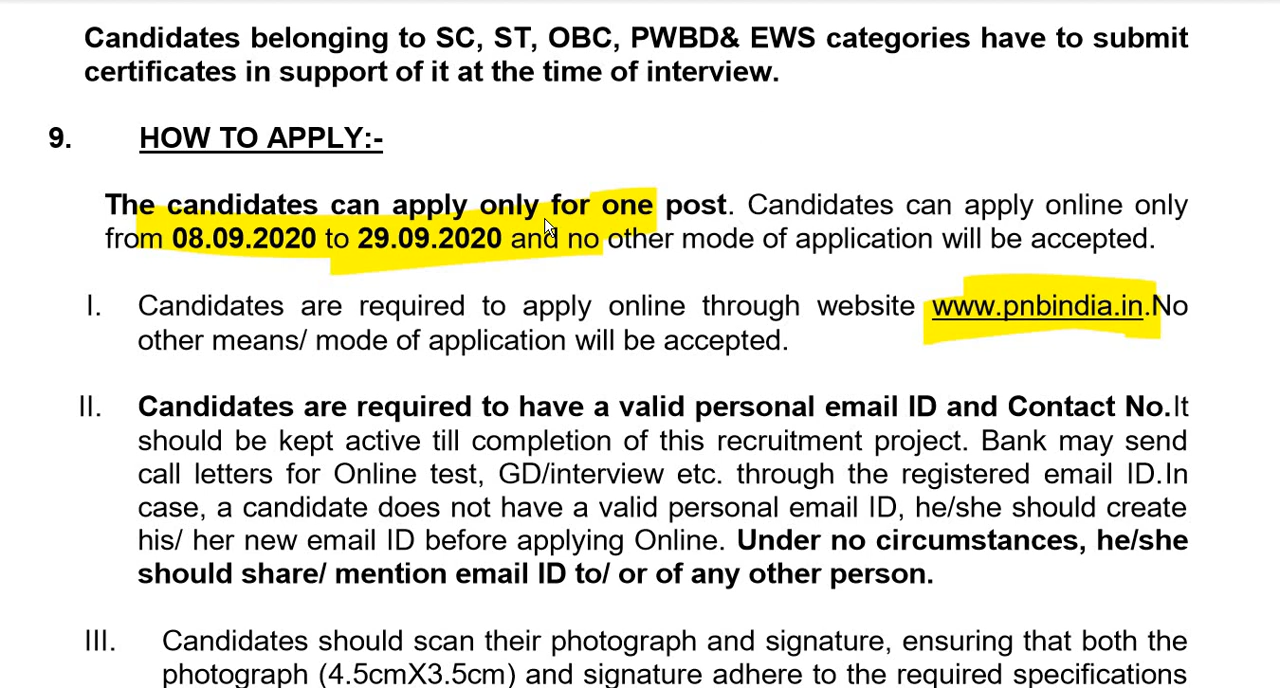 Candidates belonging to SC, ST, OBC, PWBD& EWS categories have to submit
certificates in support of it at the time of interview.
9. HOW TO APPLY:-
The candidates can apply only for one post. Candidates can apply online only
from 08.09.2020 to 29.09.2020 and no other mode of application will be accepted.
I. Candidates are required to apply online through website www.pnbindia.in.No
other means/ mode of application will be accepted.
II. Candidates are required to have a valid personal email ID and Contact No.It
should be kept active till completion of this recruitment project. Bank may send
call letters for Online test, GD/interview etc. through the registered email ID.In
case, a candidate does not have a valid personal email ID, he/she should create
his/ her new email ID before applying Online. Under no circumstances, he/she
should share/ mention email ID to/ or of any other person.
III. Candidates should scan their photograph and signature, ensuring that both the
photograph (4.5cmX3.5cm) and signature adhere to the required specifications